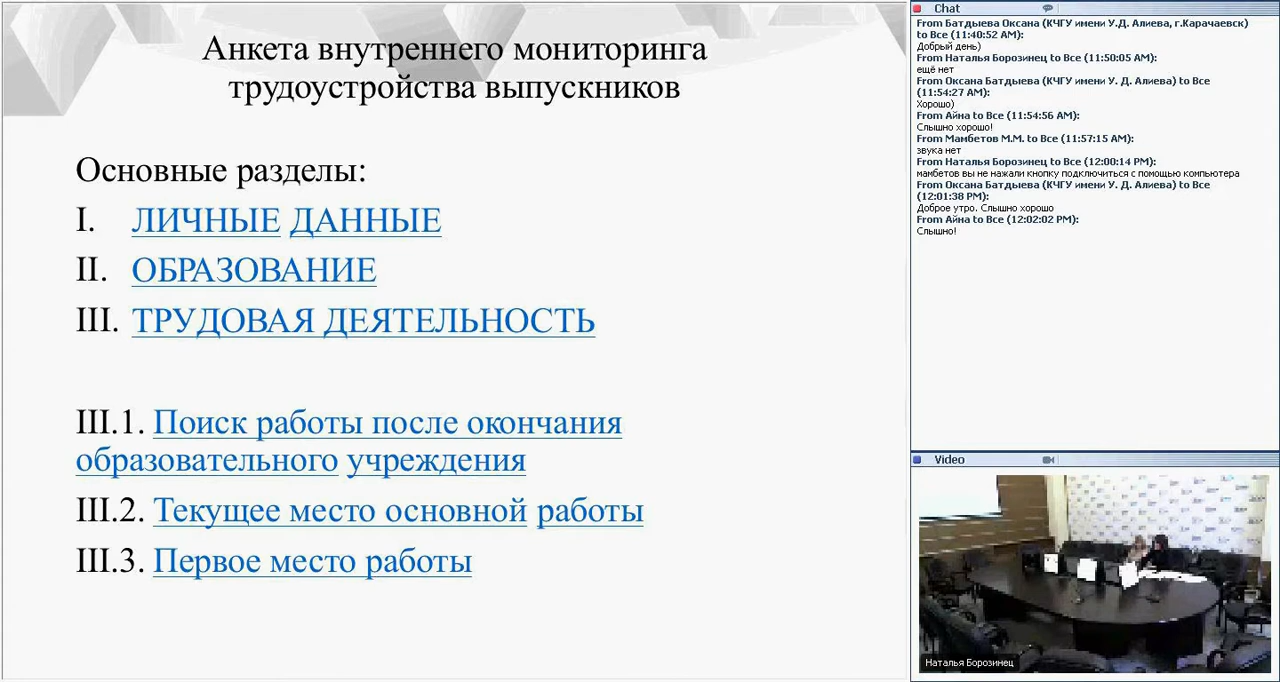 Анкета внутреннего мониторинга
трудоустройства выпускников
Основные разделы:
I. ЛИЧНЫЕ ДАННЫЕ
II. ОБРАЗОВАНИЕ
III. ТРУДОВАЯ ДЕЯТЕЛЬНОСТЬ
III.1. Поиск работы после окончания
образовательного учреждения
III.2. Текущее место основной работы
III.3. Первое место работы
Chat
From Батдыева Оксана (КЧГУ имени У.Д. Алиева, г.Карачаевск)
to Все (11:40:52 AM):
Добрый день)
From Наталья Борозинец to Все (11:50:05 AM):
ещё нет
From Оксана Батдыева (КЧГУ имени У. Д. Алиева) to Все
(11:54:27 AM):
Хорошо)
From Айна to Все (11:54:56 AM):
Слышно хорошо!
From Мамбетов М.М. to Все (11:57:15 AM):
звука нет
From Наталья Борозинец to Все (12:00:14 PM):
мамбетов вы не нажали кнопку подключиться с помощью компьютера
From Оксана Батдыева (КЧГУ имени У. Д. Алиева) to Все
(12:01:38 PM):
Доброе утро. Слышно хорошо
From Айна to Все (12:02:02 PM):
Слышно!
Video
Наталья Борозинец